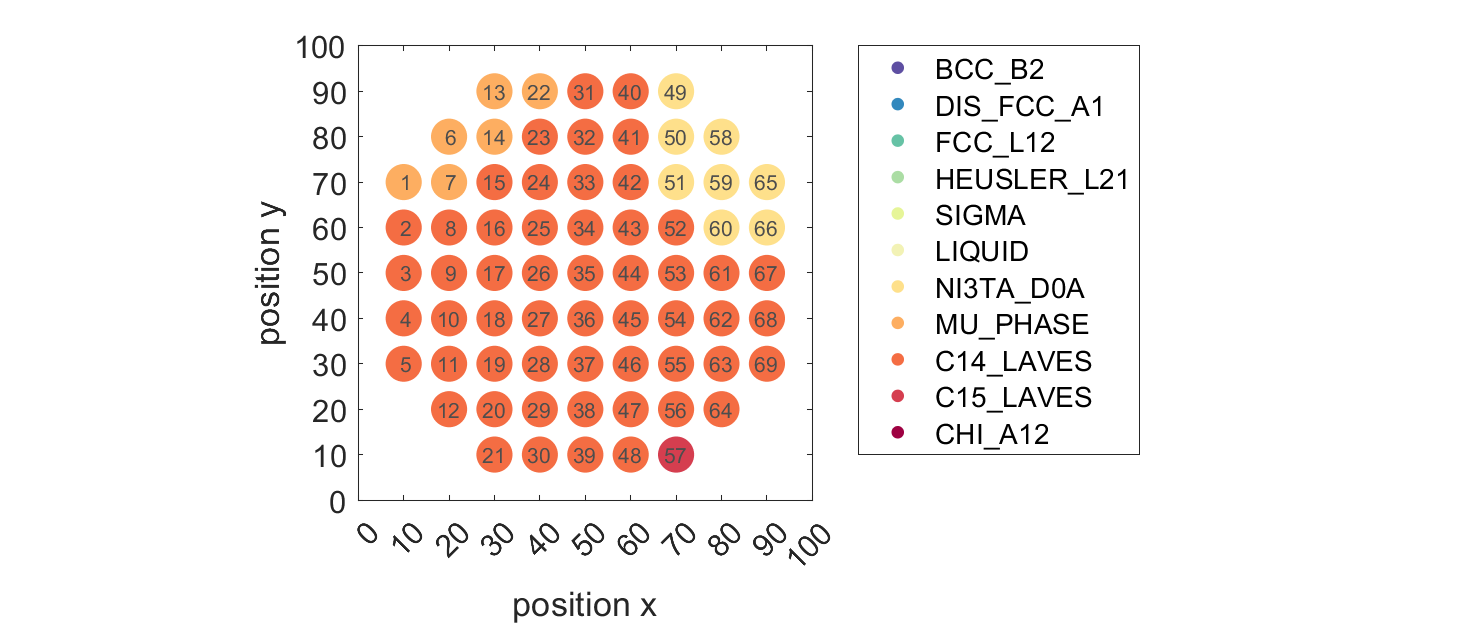 100
90
80
70
60
50
40
30
20
10
0
position y
13 22 31 40 49
6 14 23 32 41 50 58
1 7 15 24 33 42 51 59 65
2 8 16 25 34 43 52 60 66
3 9 17 26 35 44 53 61 67
4 10 18 27 36 45 54 62 68
5 11 19 28 37 46 55 63 69
12 20 29 38 47 56 64
21 30 39 48 57
0 10 20 30 40 50 60 70 80 90 100
position x
BCC_B2
DIS_FCC_A1
FCC_L12
HEUSLER_L21
SIGMA
LIQUID
NI3TA_D0A
MU_PHASE
C14_LAVES
C15_LAVES
CHI_A12